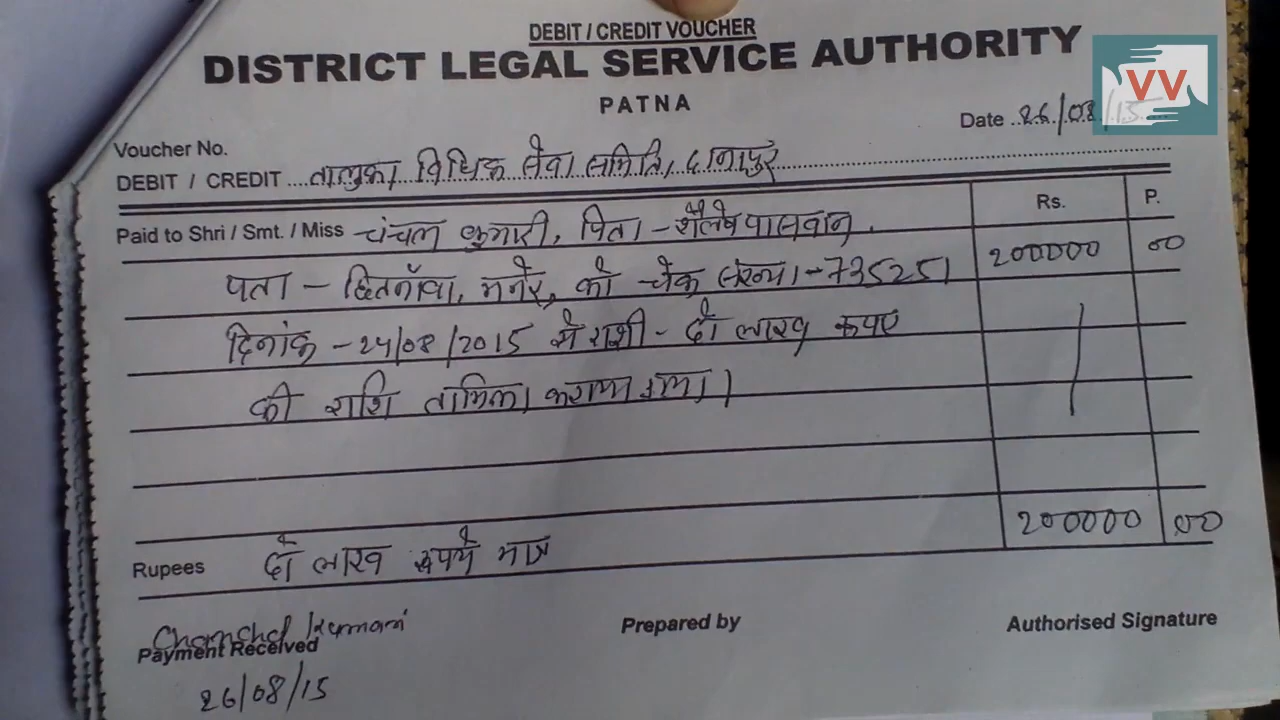 DEBIT / CREDIT VOUCHER
DISTRICT LEGAL SERVICE AUTHORITY
PATNA
VV
Date 26/08/15
Voucher No.
DEBIT / CREDIT तालुका विधिक सेवा समिति, दानापुर
Rs. P.
Paid to Shri / Smt. / Miss चंचल कुमारी, पिता - शैलेष पासवान,
पता - छितनाँवा, मनेर, को चेक संख्या - 735251 200000 00
दिनांक - 24/08/2015 से राशी - दो लाख रूपए
की राशि तामिला कराया
200000 00
Rupees दो लाख रूपये मात्र
Chanchal Kumari
Payment Received Prepared by Authorised Signature
26/08/15